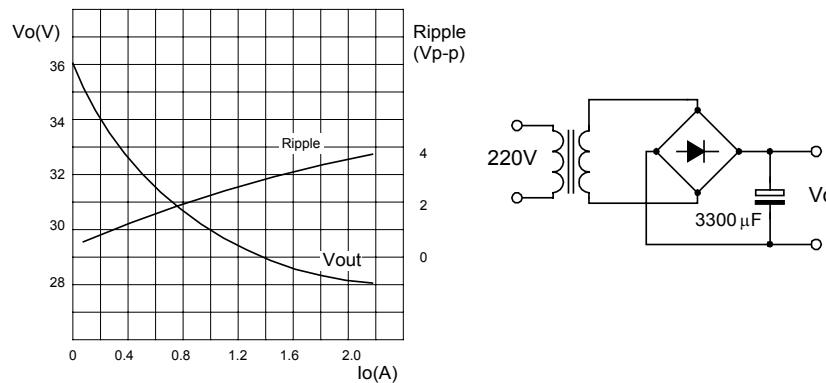 Vo(V)
Ripple
(Vp-p)
36
34
32
30
28
4
2
0
Ripple
Vout
0 0.4 0.8 1.2 1.6 2.0
Io(A)
220V
3300 µF
Vo